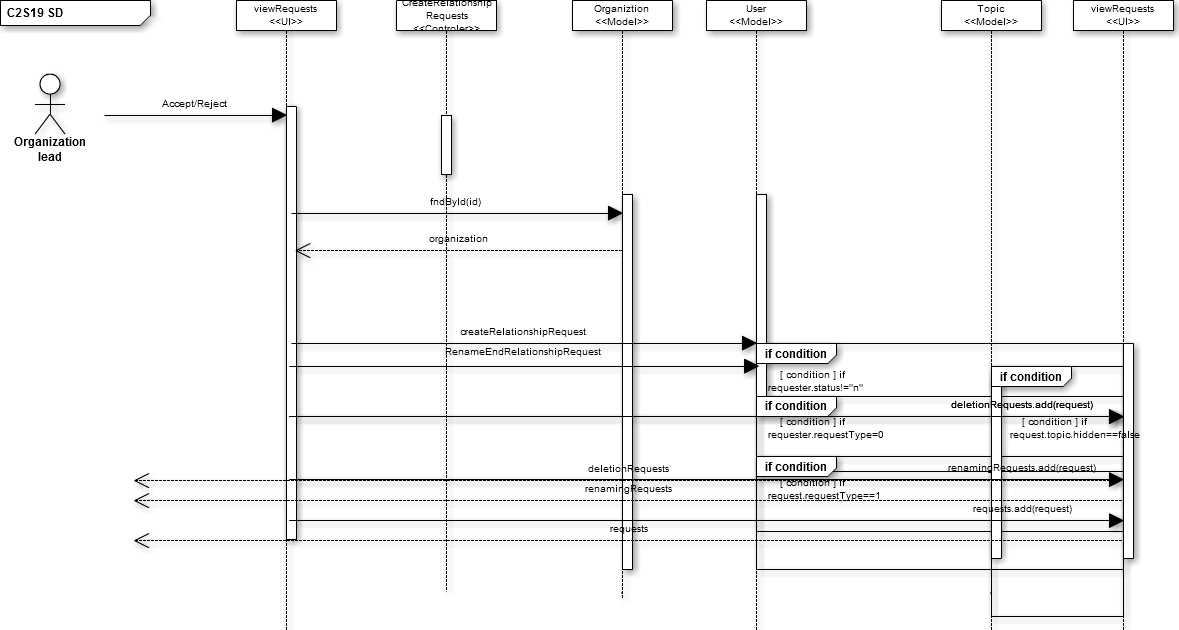 C2S19 SD
viewRequests
<<UI>>
CreateRelationship
Requests
<<Controler>>
Organiztion
<<Model>>
User
<<Model>>
Topic
<<Model>>
viewRequests
<<UI>>
Accept/Reject
Organization
lead
fndById(id)
organization
createRelationshipRequest
RenameEndRelationshipRequest
if condition
[ condition ] if
requester.status!="n"
if condition
if condition
deletionRequests.add(request)
[ condition ] if
requester.requestType=0
[ condition ] if
request.topic.hidden==false
if condition
deletionRequests
renamingRequests.add(request)
[ condition ] if
request.requestType==1
renamingRequests
requests.add(request)
requests